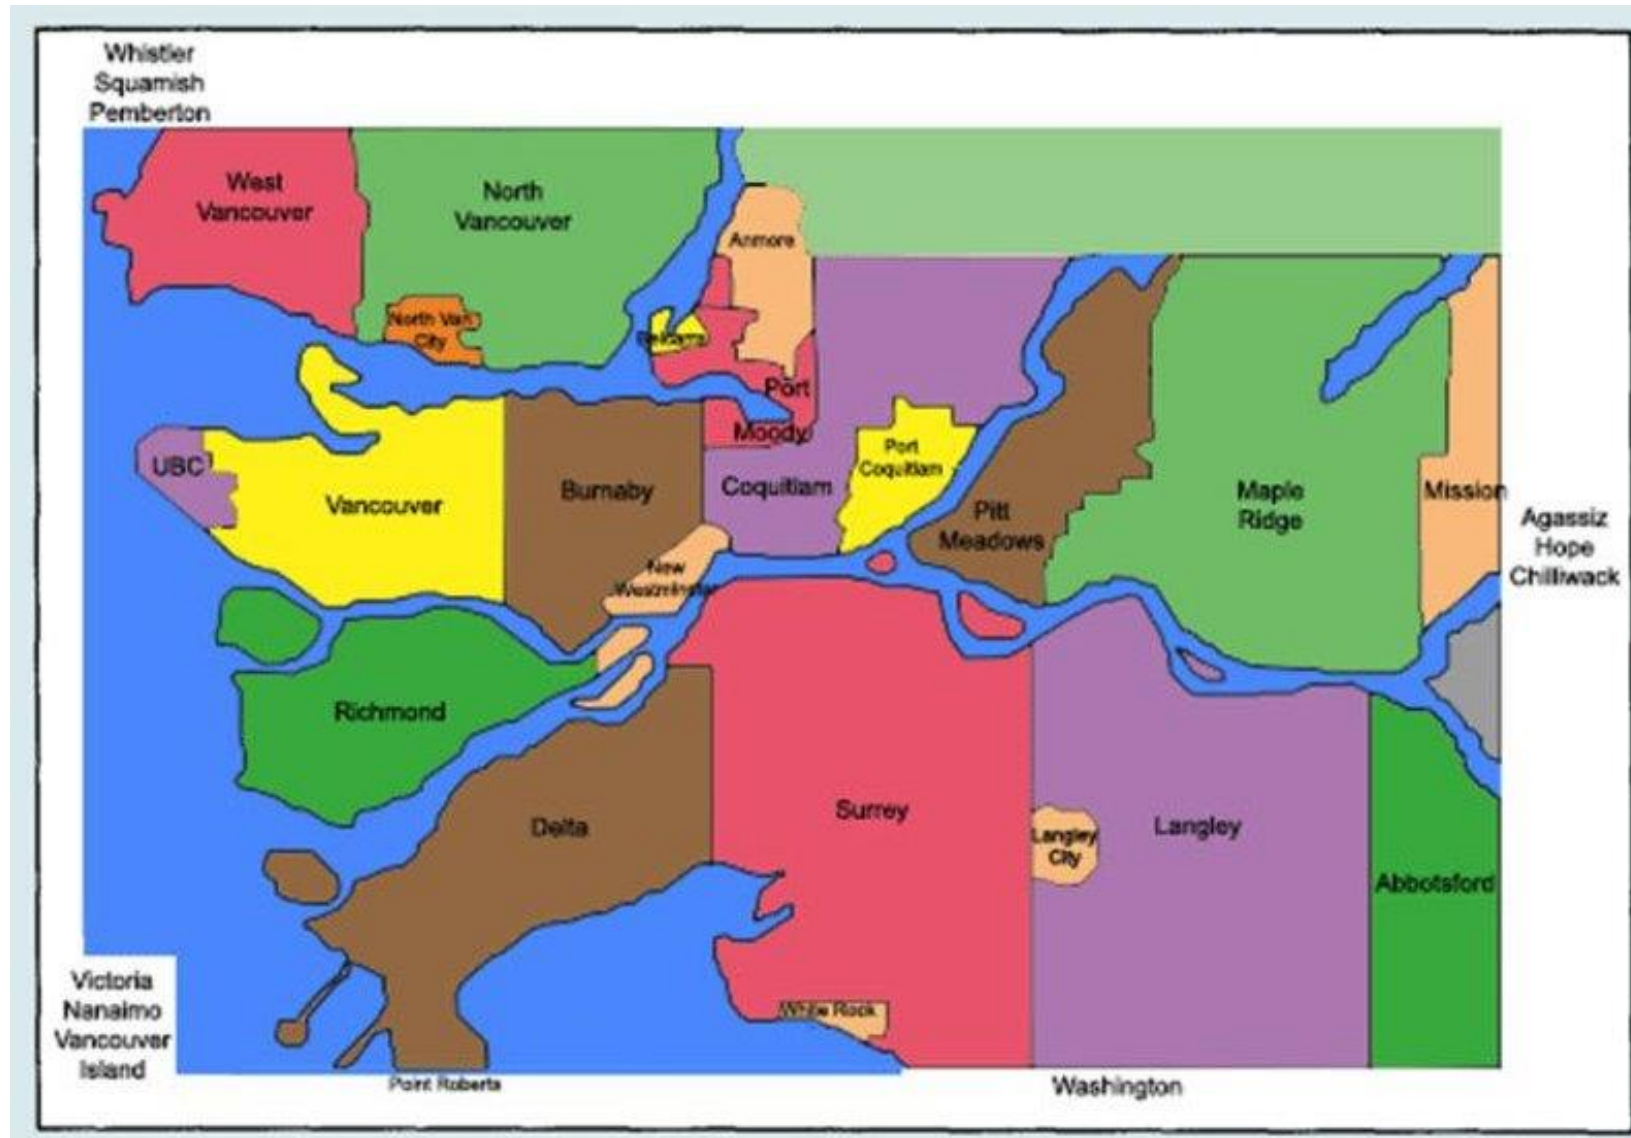 Whistler
Squamish
Pemberton
West
Vancouver
North
Vancouver
Anmore
North Van
City
Belcarra
Port
Moody
UBC
Vancouver
Burnaby
Coquitlam
Port
Coquitlam
Pitt
Meadows
Maple
Ridge
Mission
Agassiz
Hope
Chilliwack
New
Westminster
Richmond
Delta
Surrey
Langley
City
Langley
Abbotsford
Victoria
Nanaimo
Vancouver
Island
White Rock
Point Roberts
Washington